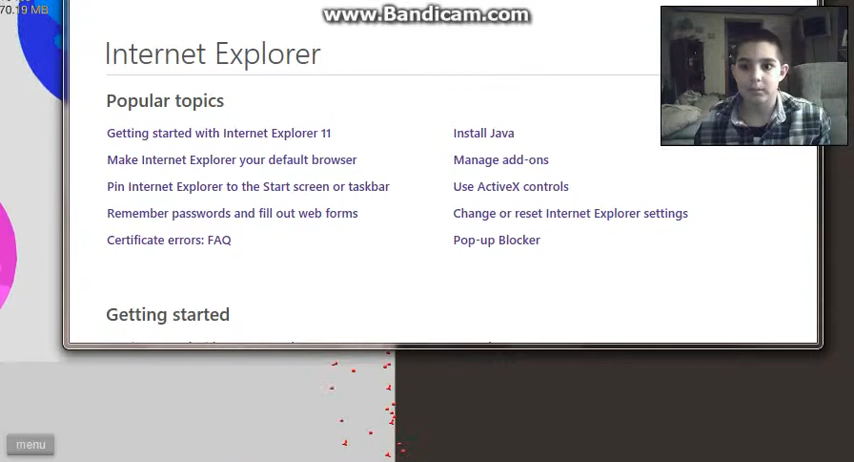 70.19 MB
www.Bandicam.com
Internet Explorer
Popular topics
Getting started with Internet Explorer 11
Install Java
Make Internet Explorer your default browser
Manage add-ons
Pin Internet Explorer to the Start screen or taskbar
Use ActiveX controls
Remember passwords and fill out web forms
Change or reset Internet Explorer settings
Certificate errors: FAQ
Pop-up Blocker
Getting started
menu